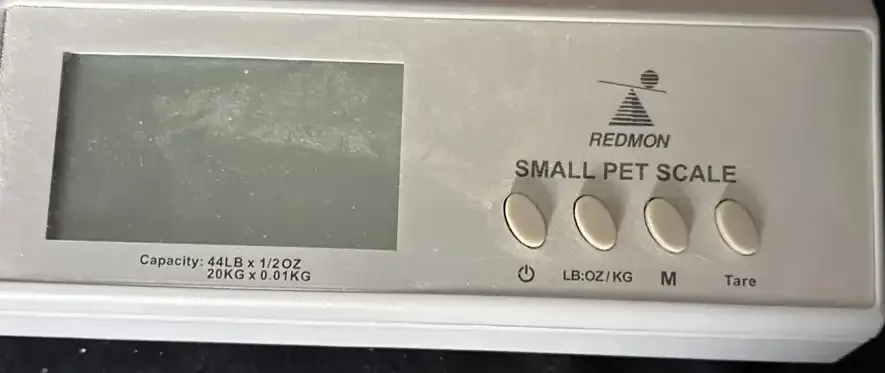 REDMON
SMALL PET SCALE
Capacity: 44LB x 1/2OZ
20KG x 0.01KG
LB:OZ/KG
M
Tare